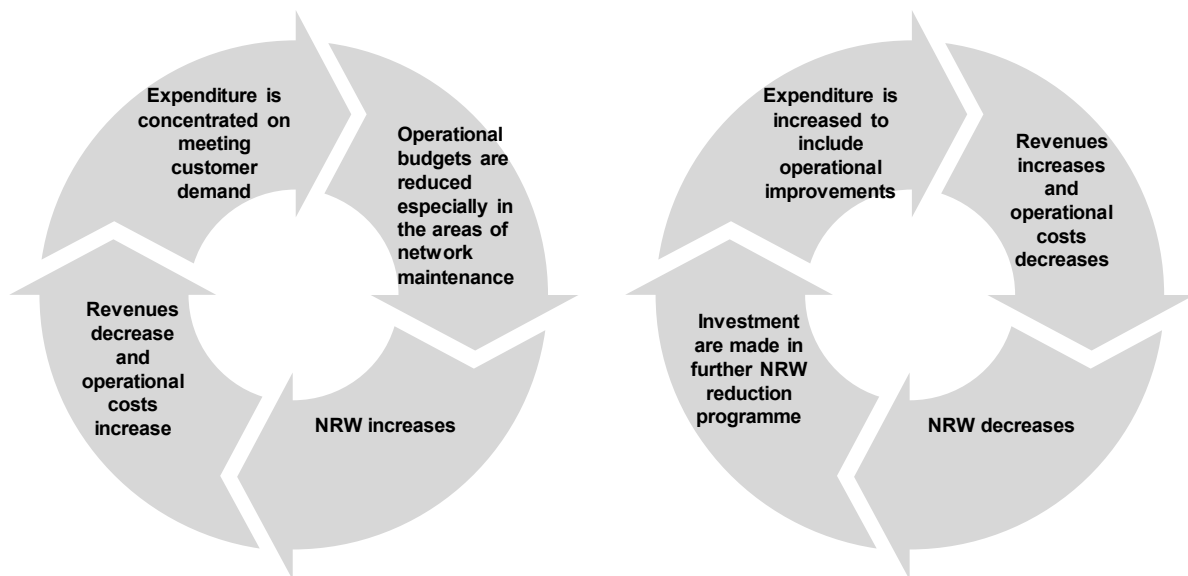 Expenditure is
concentrated on
meeting
customer
demand
Operational
budgets are
reduced
especially in
the areas of
network
maintenance
NRW increases
Revenues
decrease
and
operational
costs
increase
Expenditure is
increased to
include
operational
improvements
Revenues
increases
and
operational
costs
decreases
NRW decreases
Investment
are made in
further NRW
reduction
programme